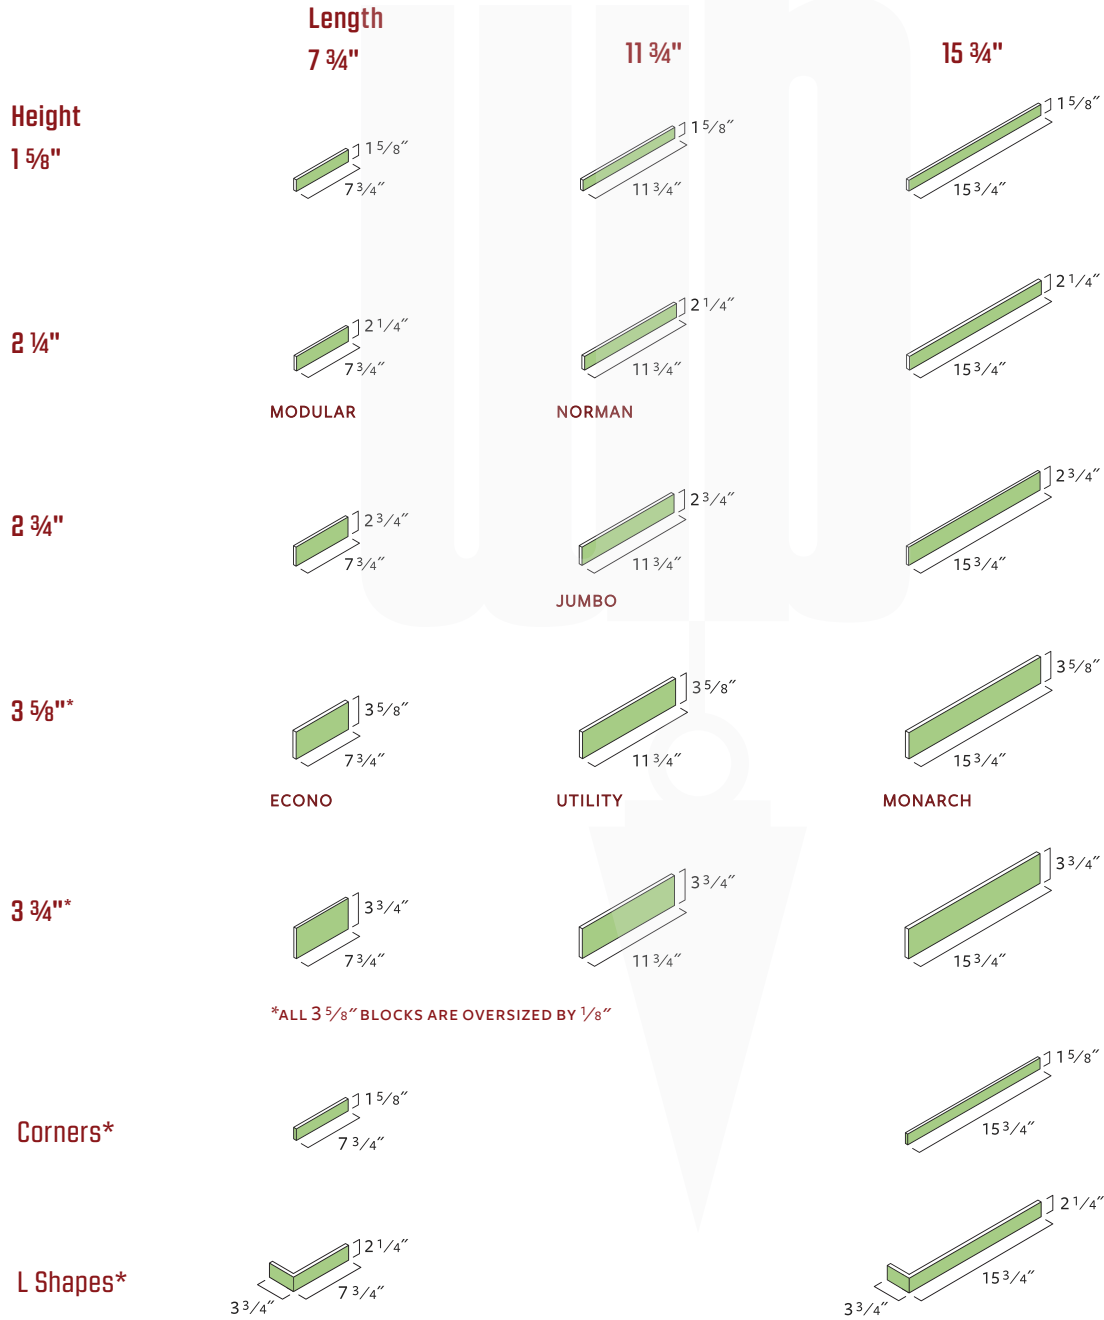 Length
7 ¾" 11 ¾" 15 ¾"
Height
1 ⅝"
1 5/8″ 1 5/8″ 1 5/8″
7 3/4″ 11 3/4″ 15 3/4″
2 ¼"
2 1/4″ 2 1/4″ 2 1/4″
7 3/4″ 11 3/4″ 15 3/4″
MODULAR NORMAN
2 ¾"
2 3/4″ 2 3/4″ 2 3/4″
7 3/4″ 11 3/4″ 15 3/4″
JUMBO
3 ⅝"*
3 5/8″ 3 5/8″ 3 5/8″
7 3/4″ 11 3/4″ 15 3/4″
ECONO UTILITY MONARCH
3 ¾"*
3 3/4″ 3 3/4″ 3 3/4″
7 3/4″ 11 3/4″ 15 3/4″
*ALL 3 5/8″ BLOCKS ARE OVERSIZED BY 1/8″
Corners*
1 5/8″ 1 5/8″
7 3/4″ 15 3/4″
L Shapes*
2 1/4″ 2 1/4″
7 3/4″ 15 3/4″
3 3/4″ 3 3/4″